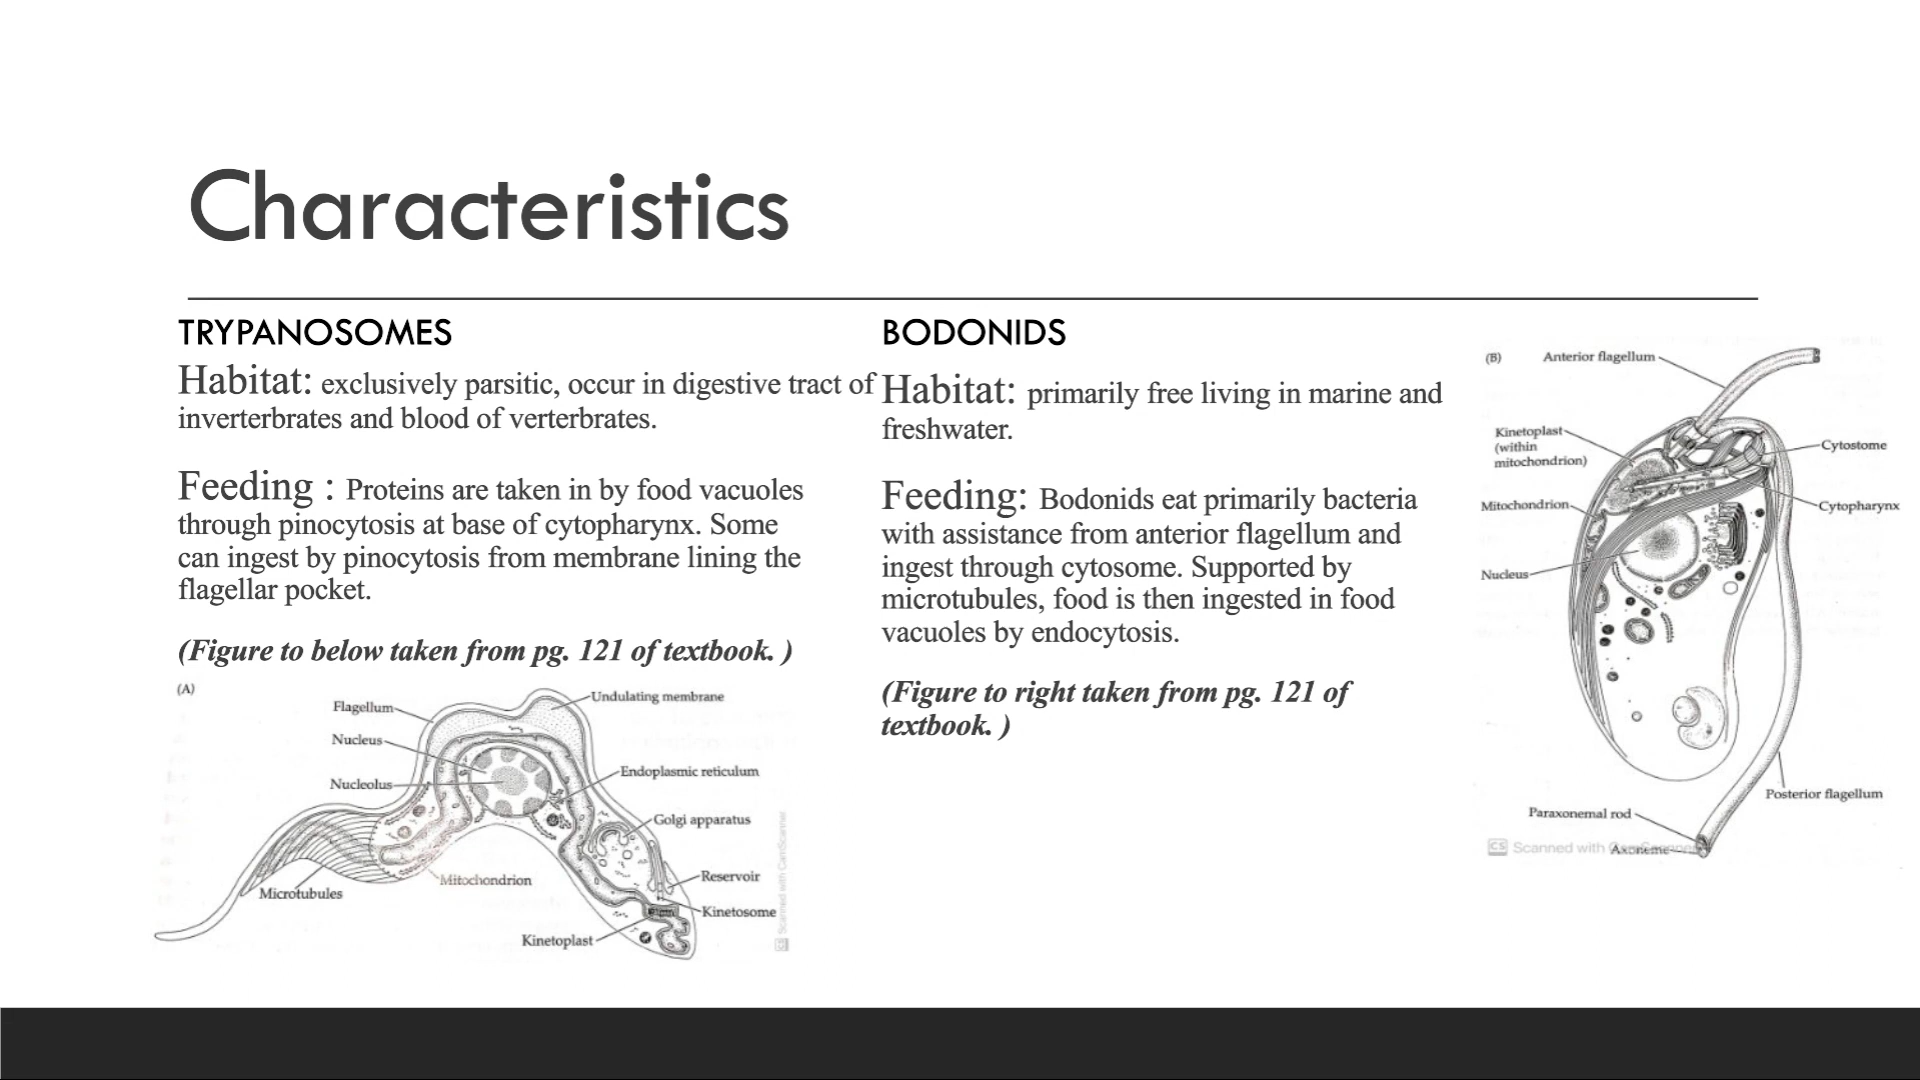 Characteristics
TRYPANOSOMES
Habitat: exclusively parsitic, occur in digestive tract of
inverterbrates and blood of verterbrates.
Feeding : Proteins are taken in by food vacuoles
through pinocytosis at base of cytopharynx. Some
can ingest by pinocytosis from membrane lining the
flagellar pocket.
(Figure to below taken from pg. 121 of textbook. )
(A)
Flagellum
Undulating membrane
Nucleus
Nucleolus
Endoplasmic reticulum
Golgi apparatus
Reservoir
Mitochondrion
Microtubules
Kinetosome
Kinetoplast
CS Scanned with CamScanner
BODONIDS
Habitat: primarily free living in marine and
freshwater.
Feeding: Bodonids eat primarily bacteria
with assistance from anterior flagellum and
ingest through cytosome. Supported by
microtubules, food is then ingested in food
vacuoles by endocytosis.
(Figure to right taken from pg. 121 of
textbook. )
(B)
Anterior flagellum
Kinetoplast
(within
mitochondrion)
Cytostome
Mitochondrion
Cytopharynx
Nucleus
Posterior flagellum
Paraxonemal rod
CS Scanned with CamScanner
Axoneme